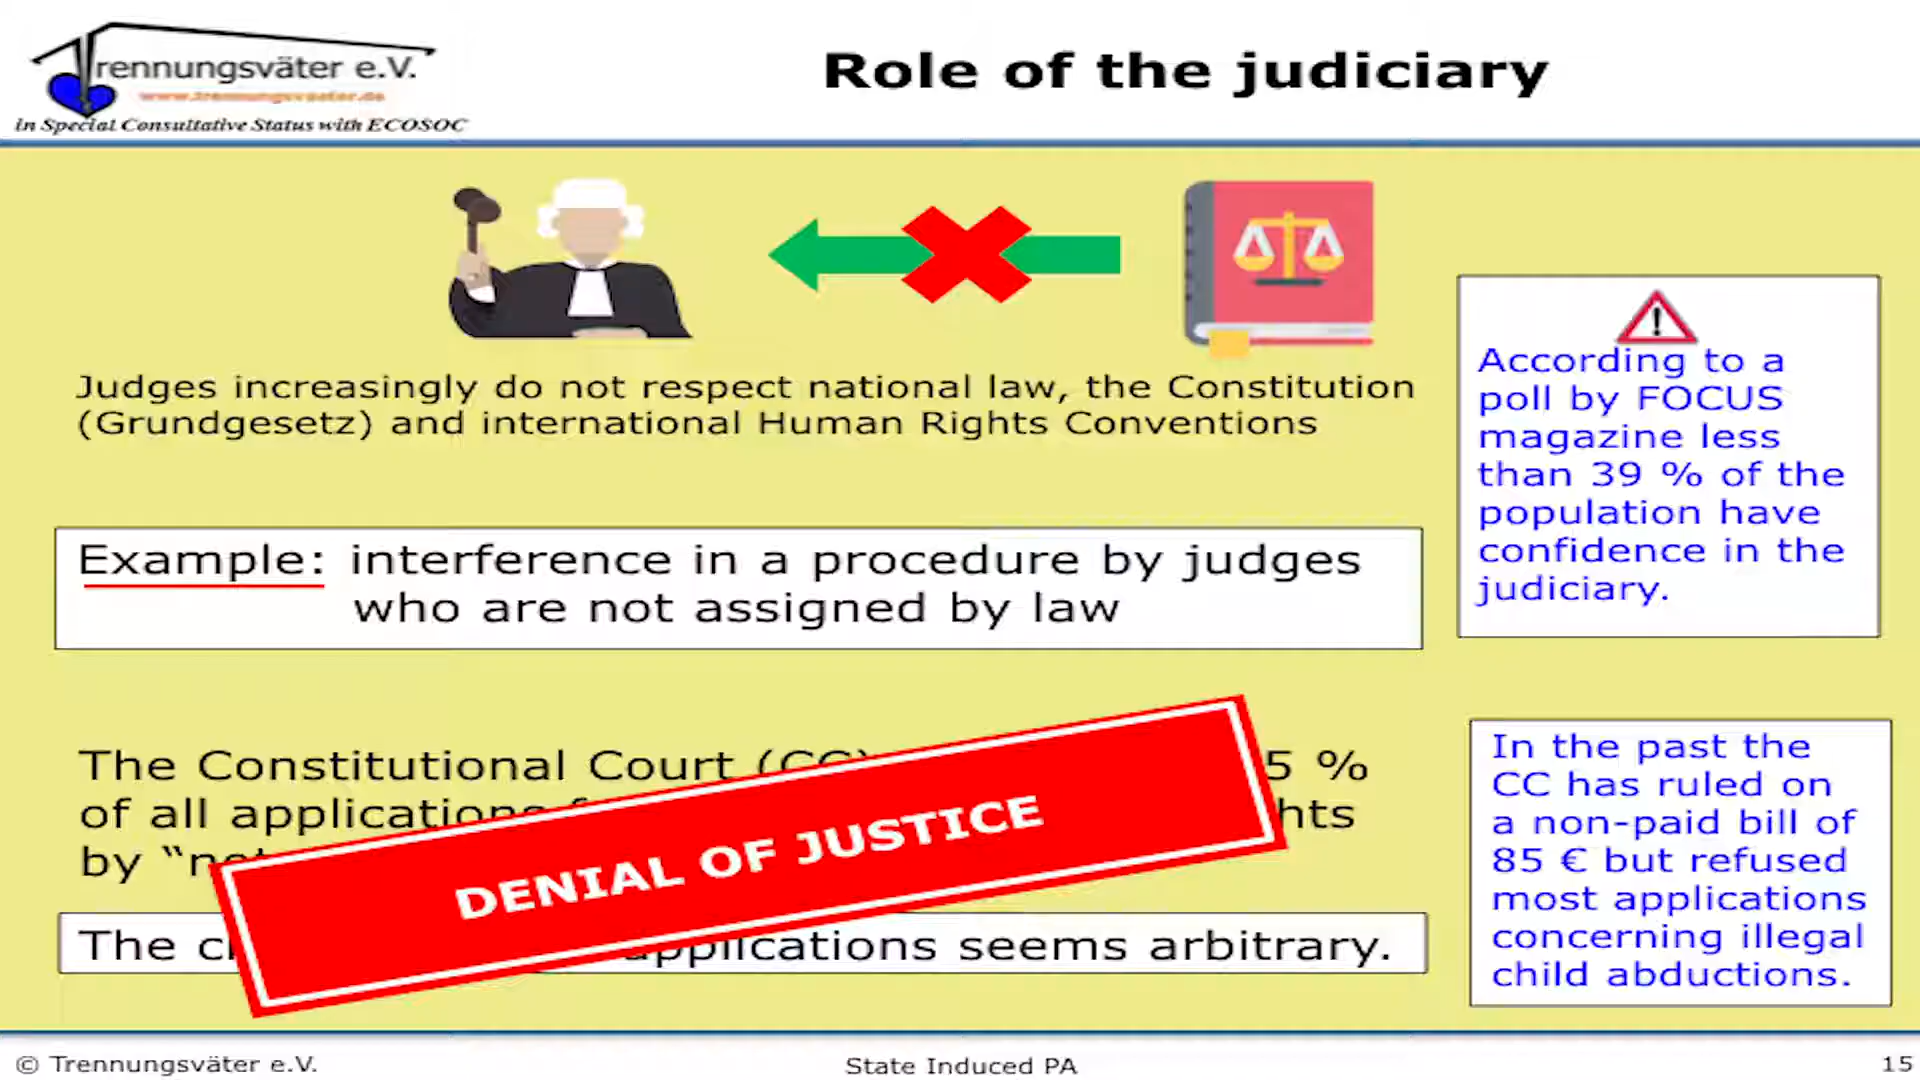 Trennungsväter e.V.
www.trennungsvaeter.de
in Special Consultative Status with ECOSOC
Role of the judiciary
Judges increasingly do not respect national law, the Constitution
(Grundgesetz) and international Human Rights Conventions
!
According to a
poll by FOCUS
magazine less
than 39 % of the
population have
confidence in the
judiciary.
Example: interference in a procedure by judges
who are not assigned by law
The Constitutional Court 5 %
of all
by
DENIAL OF JUSTICE
The applications seems arbitrary.
In the past the
CC has ruled on
a non-paid bill of
85 € but refused
most applications
concerning illegal
child abductions.
© Trennungsväter e.V.
State Induced PA
15